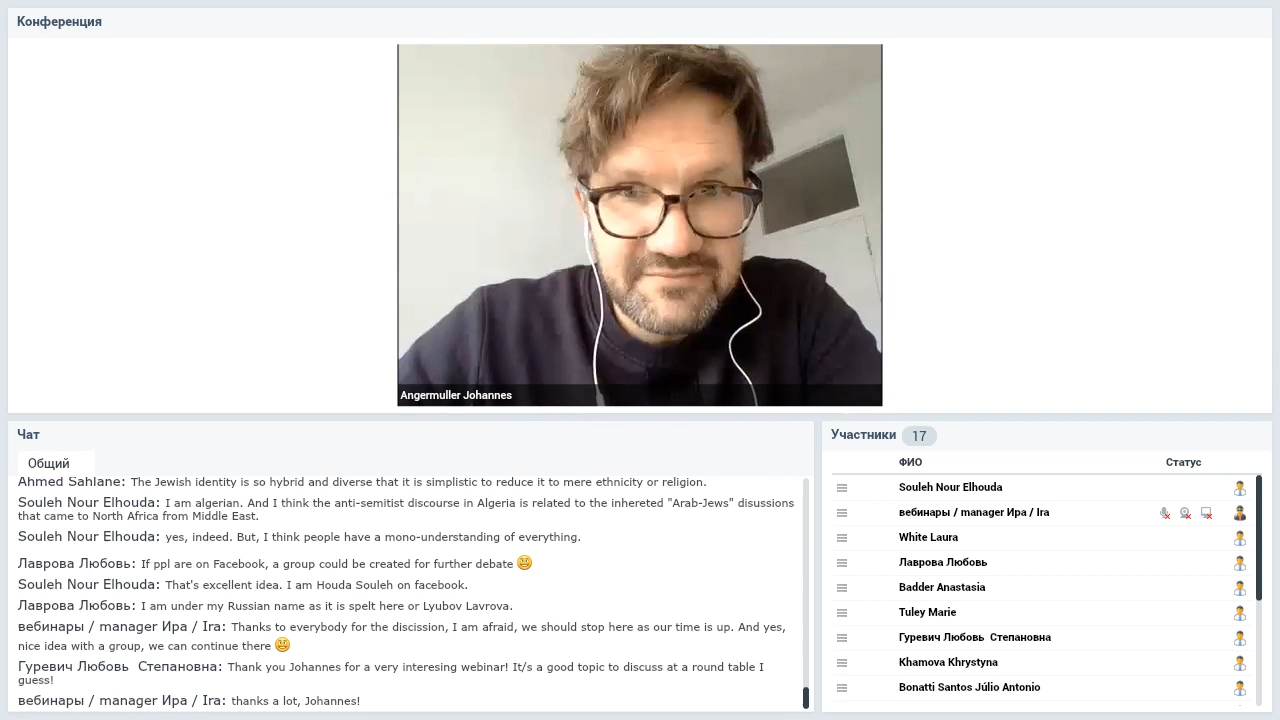 Конференция
Angermuller Johannes
Чат
Общий
Ahmed Sahlane: The Jewish identity is so hybrid and diverse that it is simplistic to reduce it to mere ethnicity or religion.
Souleh Nour Elhouda: I am algerian. And I think the anti-semitist discourse in Algeria is related to the inhereted "Arab-Jews" disussions
that came to North Africa from Middle East.
Souleh Nour Elhouda: yes, indeed. But, I think people have a mono-understanding of everything.
Лаврова Любовь: If ppl are on Facebook, a group could be created for further debate
Souleh Nour Elhouda: That's excellent idea. I am Houda Souleh on facebook.
Лаврова Любовь: I am under my Russian name as it is spelt here or Lyubov Lavrova.
вебинары / manager Ира / Ira: Thanks to everybody for the discission, I am afraid, we should stop here as our time is up. And yes,
nice idea with a group, we can continue there
Гуревич Любовь Степановна: Thank you Johannes for a very interesing webinar! It/s a good topic to discuss at a round table I
guess!
вебинары / manager Ира / Ira: thanks a lot, Johannes!
Участники 17
ФИО Статус
Souleh Nour Elhouda
вебинары / manager Ира / Ira
White Laura
Лаврова Любовь
Badder Anastasia
Tuley Marie
Гуревич Любовь Степановна
Khamova Khrystyna
Bonatti Santos Júlio Antonio